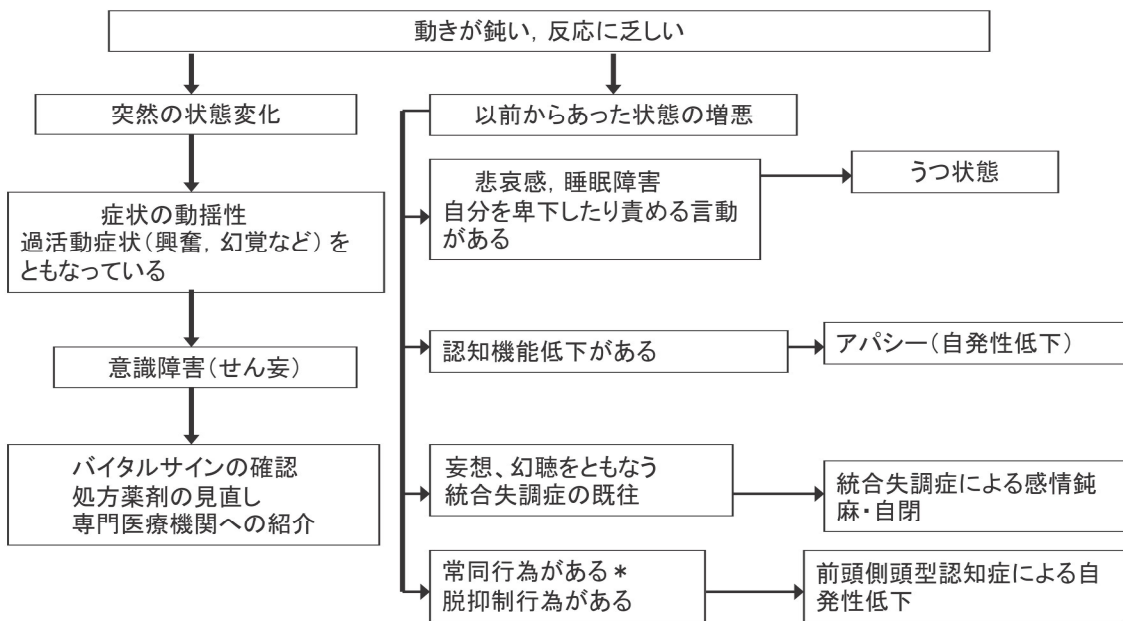 動きが鈍い，反応に乏しい
突然の状態変化
症状の動揺性
過活動症状（興奮，幻覚など）を
ともなっている
意識障害（せん妄）
バイタルサインの確認
処方薬剤の見直し
専門医療機関への紹介
以前からあった状態の増悪
悲哀感，睡眠障害
自分を卑下したり責める言動
がある
うつ状態
認知機能低下がある
アパシー（自発性低下）
妄想、幻聴をともなう
統合失調症の既往
統合失調症による感情鈍
麻・自閉
常同行為がある＊
脱抑制行為がある
前頭側頭型認知症による自
発性低下